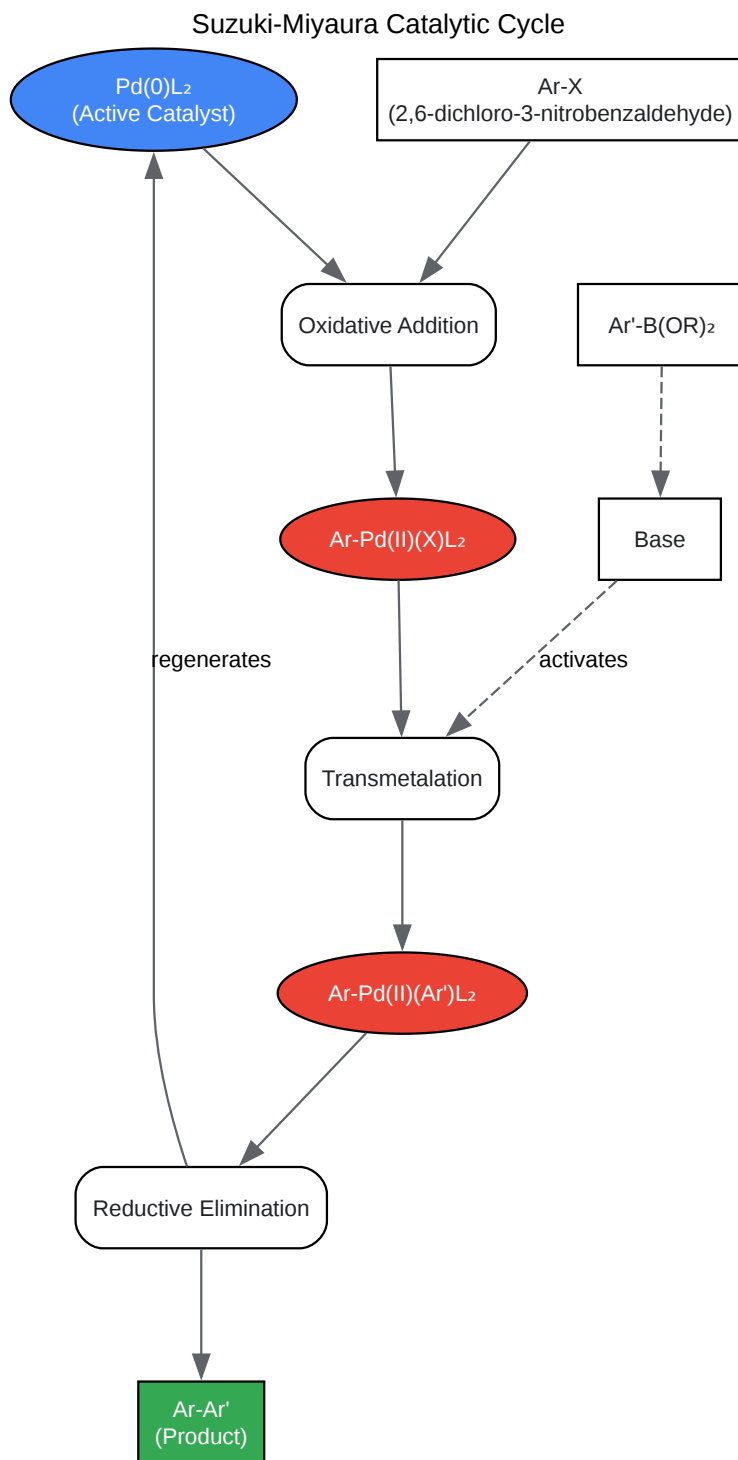 Suzuki-Miyaura Catalytic Cycle
Pd(0)L₂
(Active Catalyst)
Ar-X
(2,6-dichloro-3-nitrobenzaldehyde)
Oxidative Addition
Ar'-B(OR)₂
Ar-Pd(II)(X)L₂
Base
regenerates
activates
Transmetalation
Ar-Pd(II)(Ar')L₂
Reductive Elimination
Ar-Ar'
(Product)